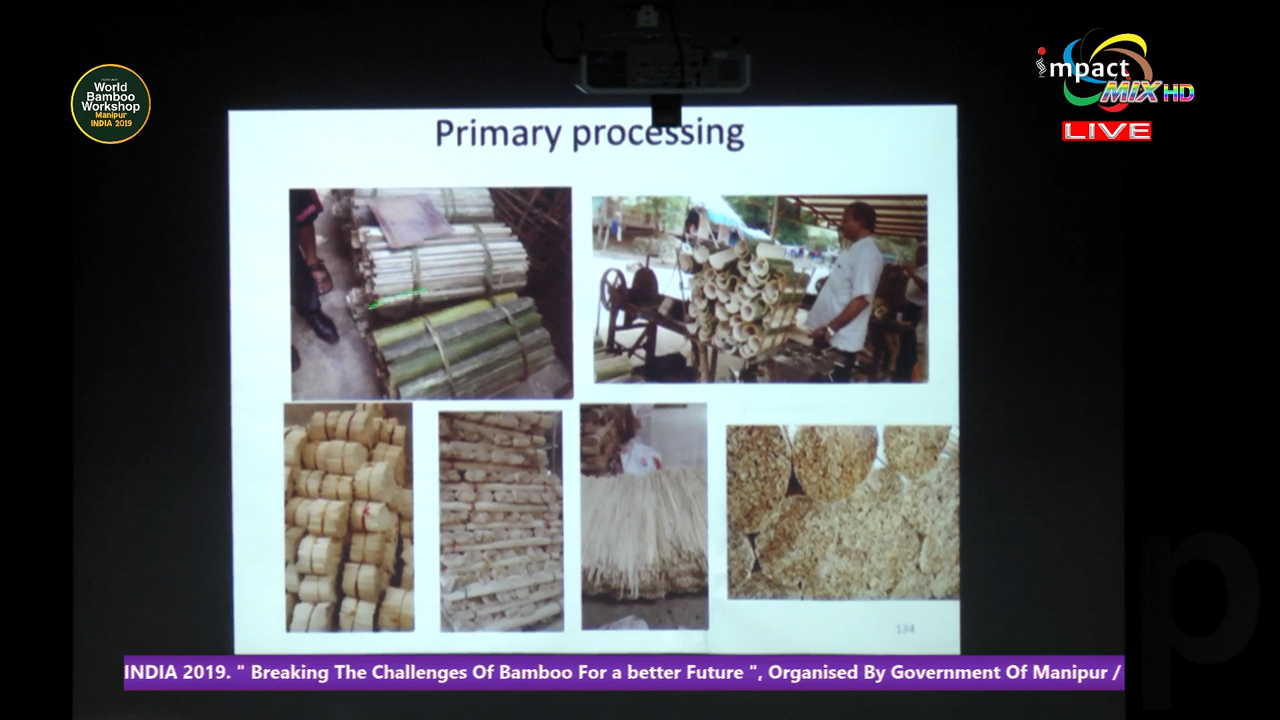 World
Bamboo
Workshop
Manipur
INDIA 2019
impact
MIX HD
LIVE
Primary processing
134
INDIA 2019. " Breaking The Challenges Of Bamboo For a better Future ", Organised By Government Of Manipur /